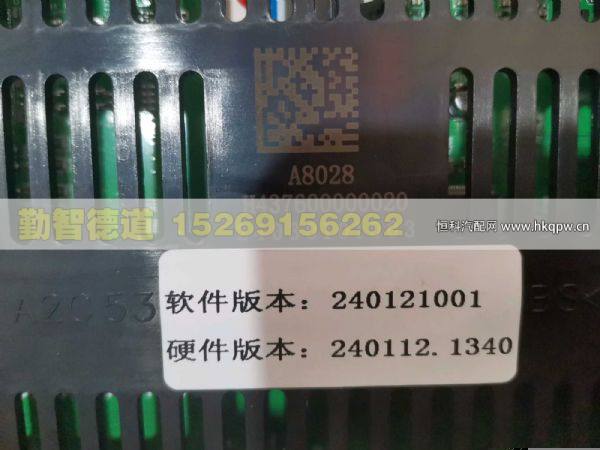 A8028
勤智德道 15269156262
恒科汽配网 www.hkqpw.cn
A2C53
软件版本：240121001
硬件版本：240112.1340